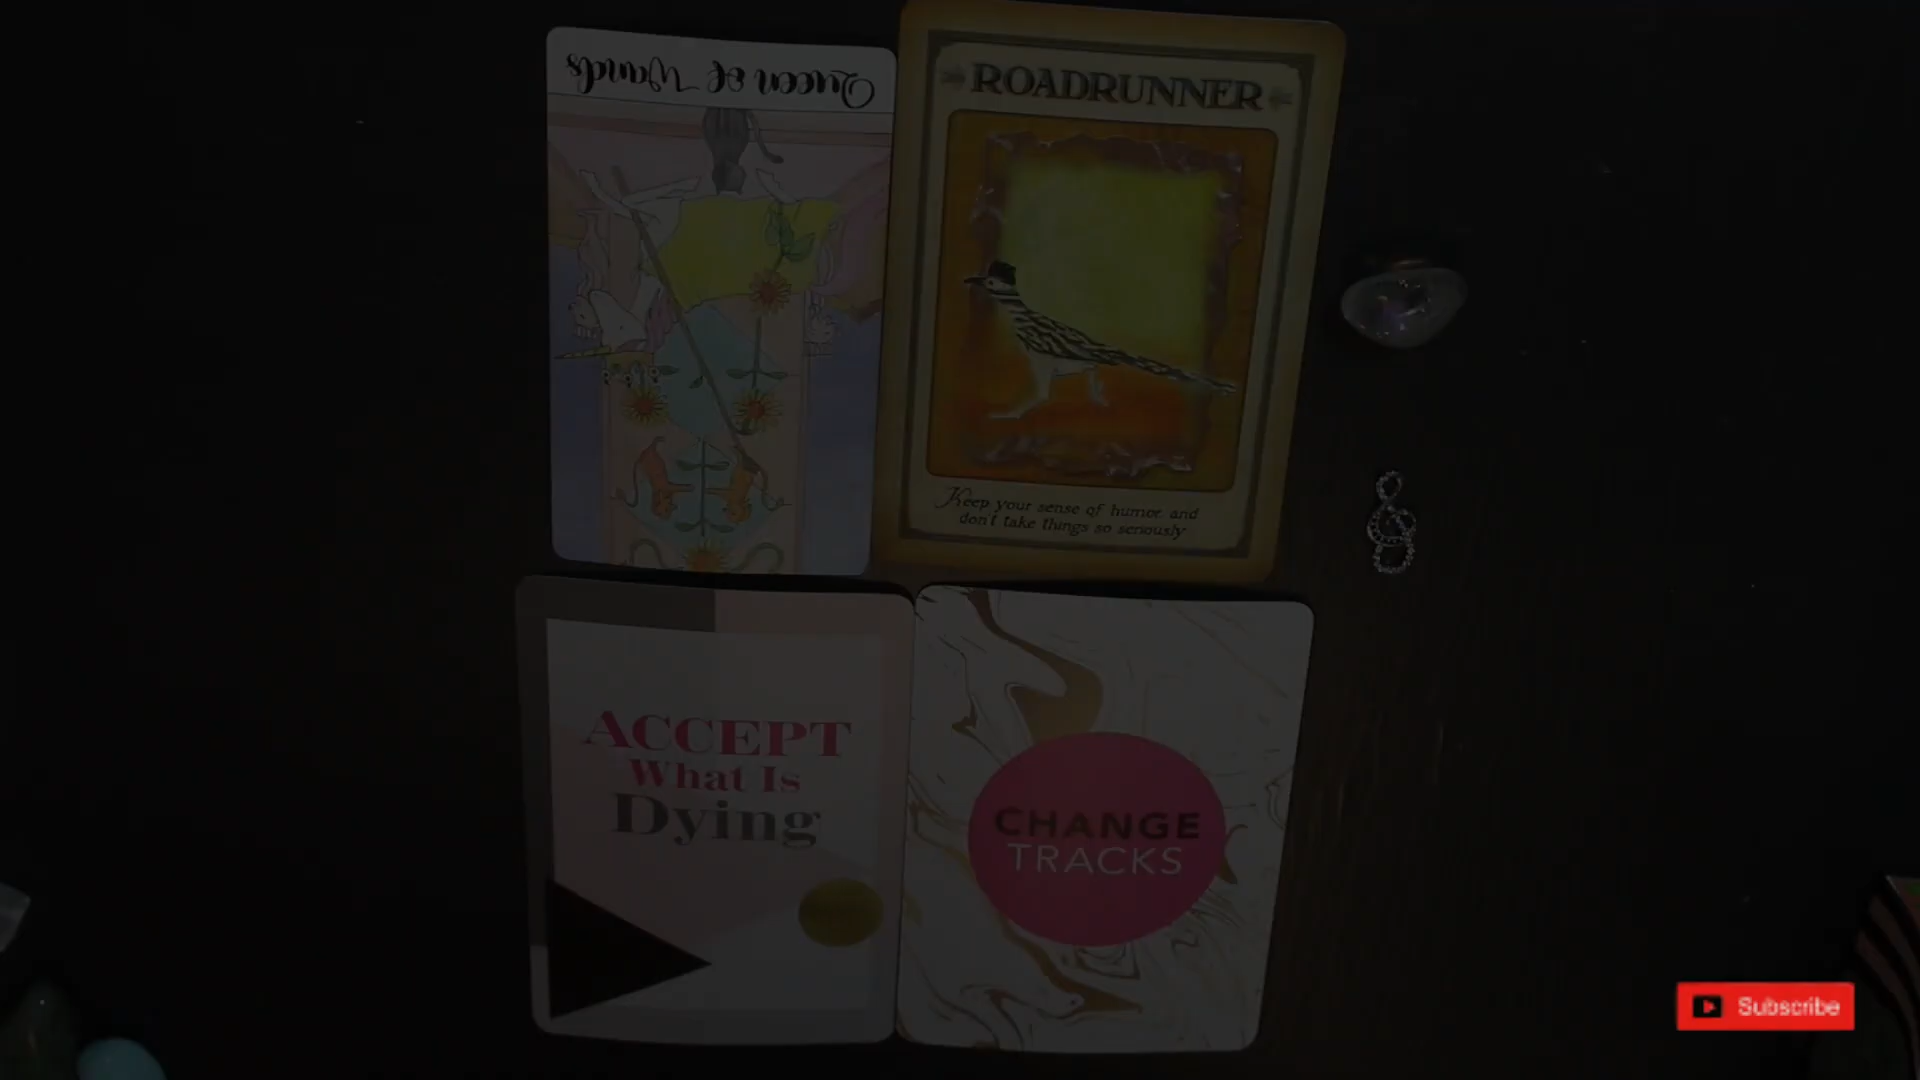 Queen of Wands
ROADRUNNER
Keep your sense of humor and
don't take things so seriously
ACCEPT
What Is
Dying
CHANGE
TRACKS
Subscribe